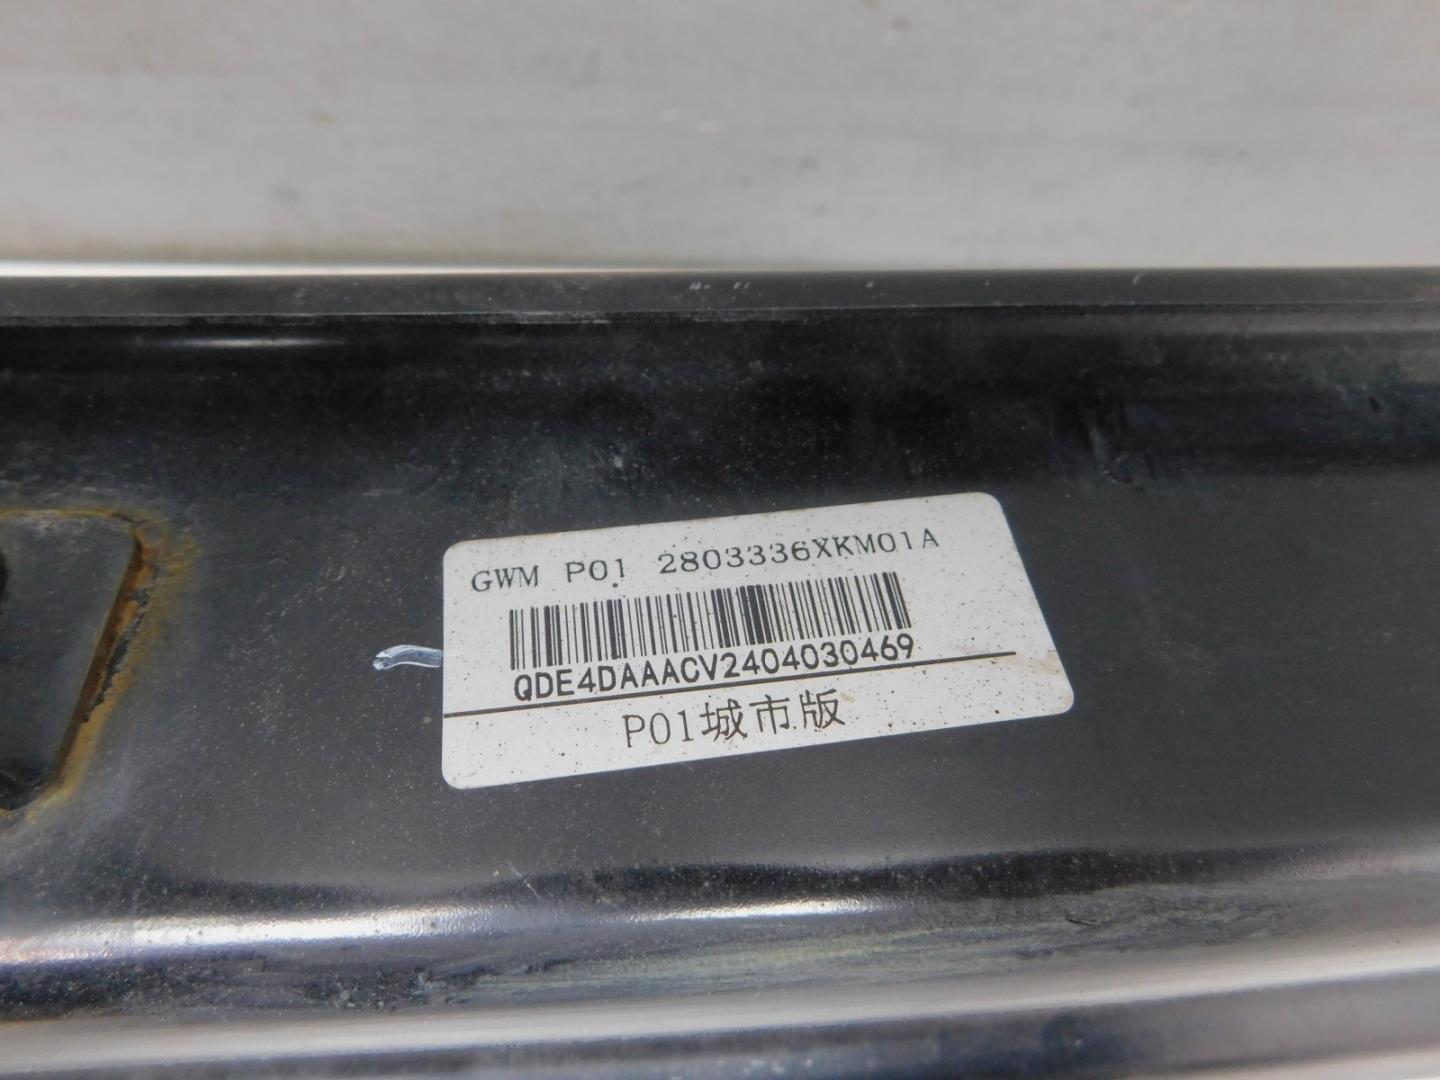 GWM P01 2803336XKM01A
QDE4DAAACV2404030469
P01城市版